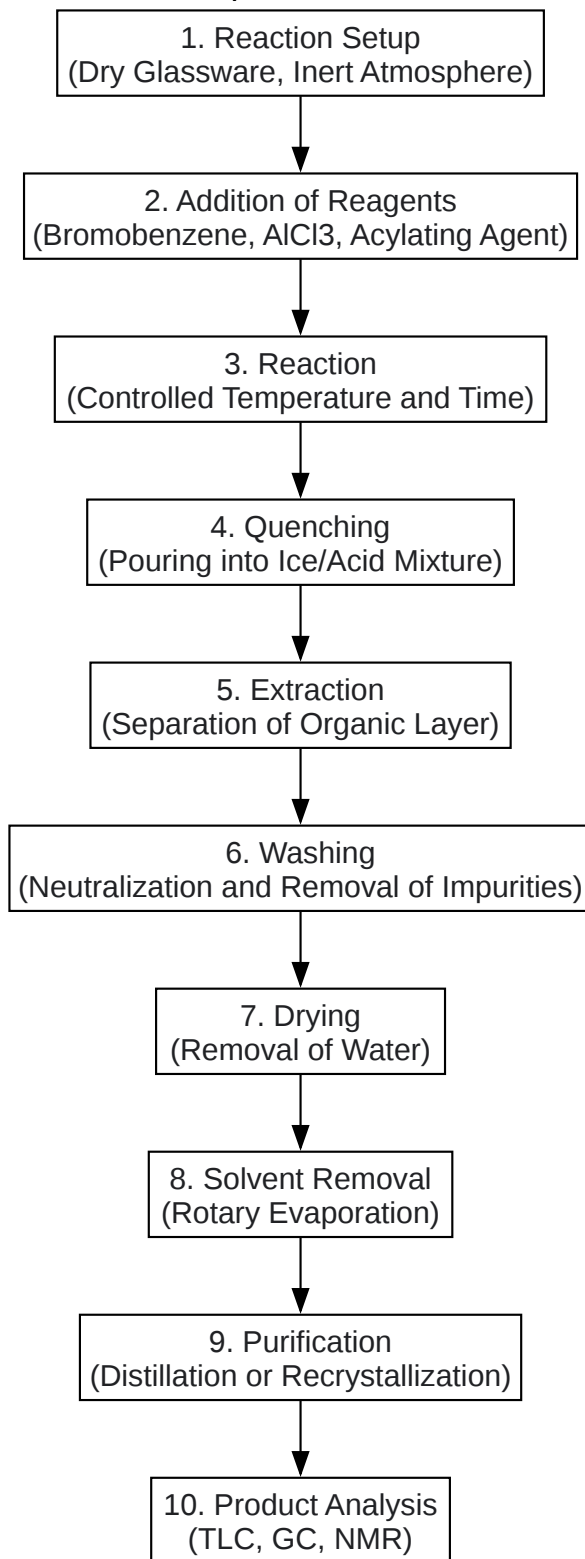 1. Reaction Setup
(Dry Glassware, Inert Atmosphere)
2. Addition of Reagents
(Bromobenzene, AlCl3, Acylating Agent)
3. Reaction
(Controlled Temperature and Time)
4. Quenching
(Pouring into Ice/Acid Mixture)
5. Extraction
(Separation of Organic Layer)
6. Washing
(Neutralization and Removal of Impurities)
7. Drying
(Removal of Water)
8. Solvent Removal
(Rotary Evaporation)
9. Purification
(Distillation or Recrystallization)
10. Product Analysis
(TLC, GC, NMR)